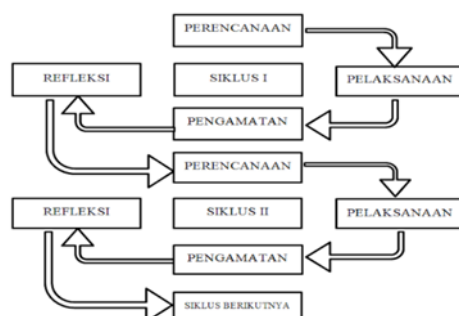 PERENCANAAN
REFLEKSI
SIKLUS I
PELAKSANAAN
PENGAMATAN
PERENCANAAN
REFLEKSI
SIKLUS II
PELAKSANAAN
PENGAMATAN
SIKLUS BERIKUTNYA